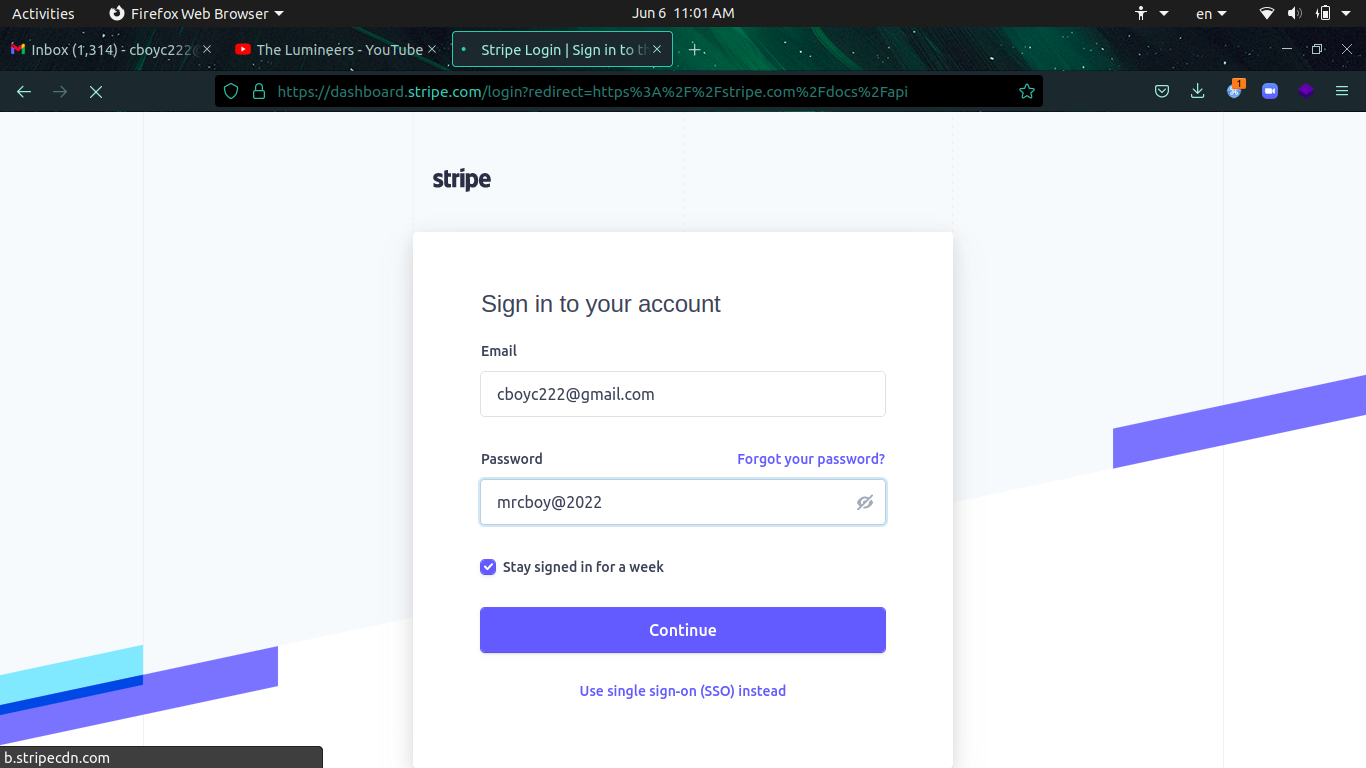 Activities Firefox Web Browser Jun 6 11:01 AM en
Inbox (1,314) - cboyc222 The Lumineers - YouTube Stripe Login | Sign in to th
https://dashboard.stripe.com/login?redirect=https%3A%2F%2Fstripe.com%2Fdocs%2Fapi 1
stripe
Sign in to your account
Email
cboyc222@gmail.com
Password Forgot your password?
mrcboy@2022
Stay signed in for a week
Continue
Use single sign-on (SSO) instead
b.stripecdn.com